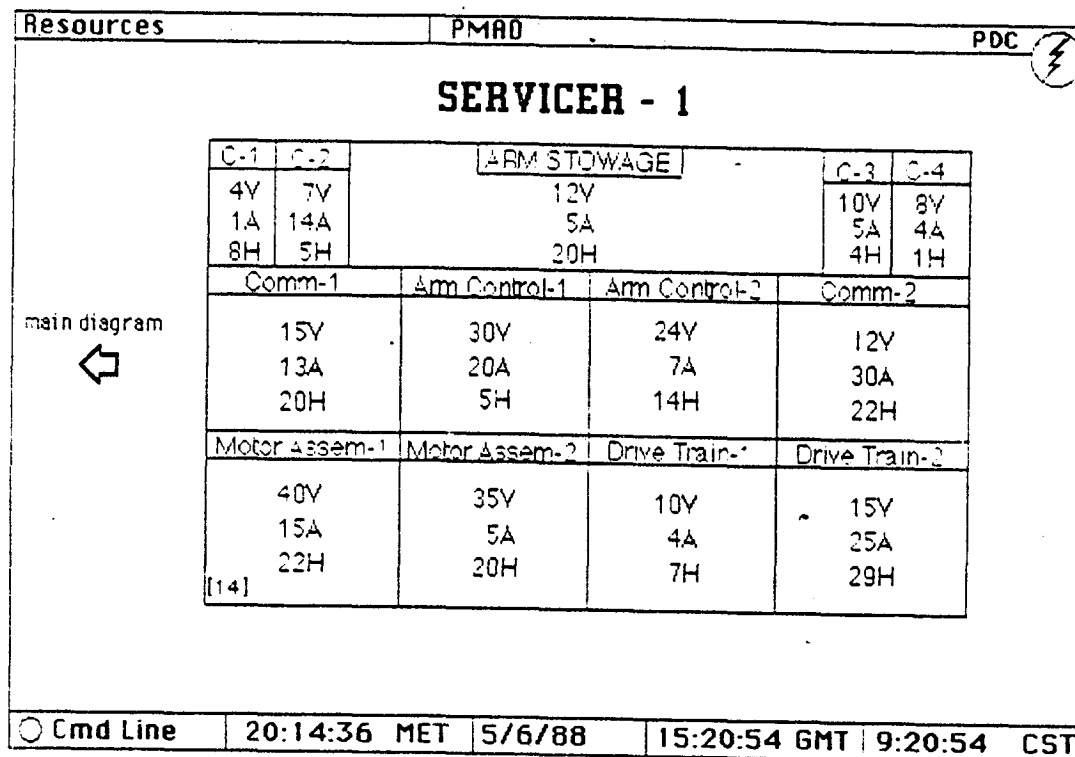 Resources PMAD PDC
SERVICER - 1
C-1 C-2 ARM STOWAGE C-3 C-4
4V 7V 12V 10V 8V
1A 14A 5A 5A 4A
8H 5H 20H 4H 1H
Comm-1 Arm Control-1 Arm Control-2 Comm-2
main diagram
15V 30V 24V 12V
13A 20A 7A 30A
20H 5H 14H 22H
Motor Assem-1 Motor Assem-2 Drive Train-1 Drive Train-2
40V 35V 10V 15V
15A 5A 4A 25A
22H 20H 7H 29H
[14]
Cmd Line 20:14:36 MET 5/6/88 15:20:54 GMT 9:20:54 CST